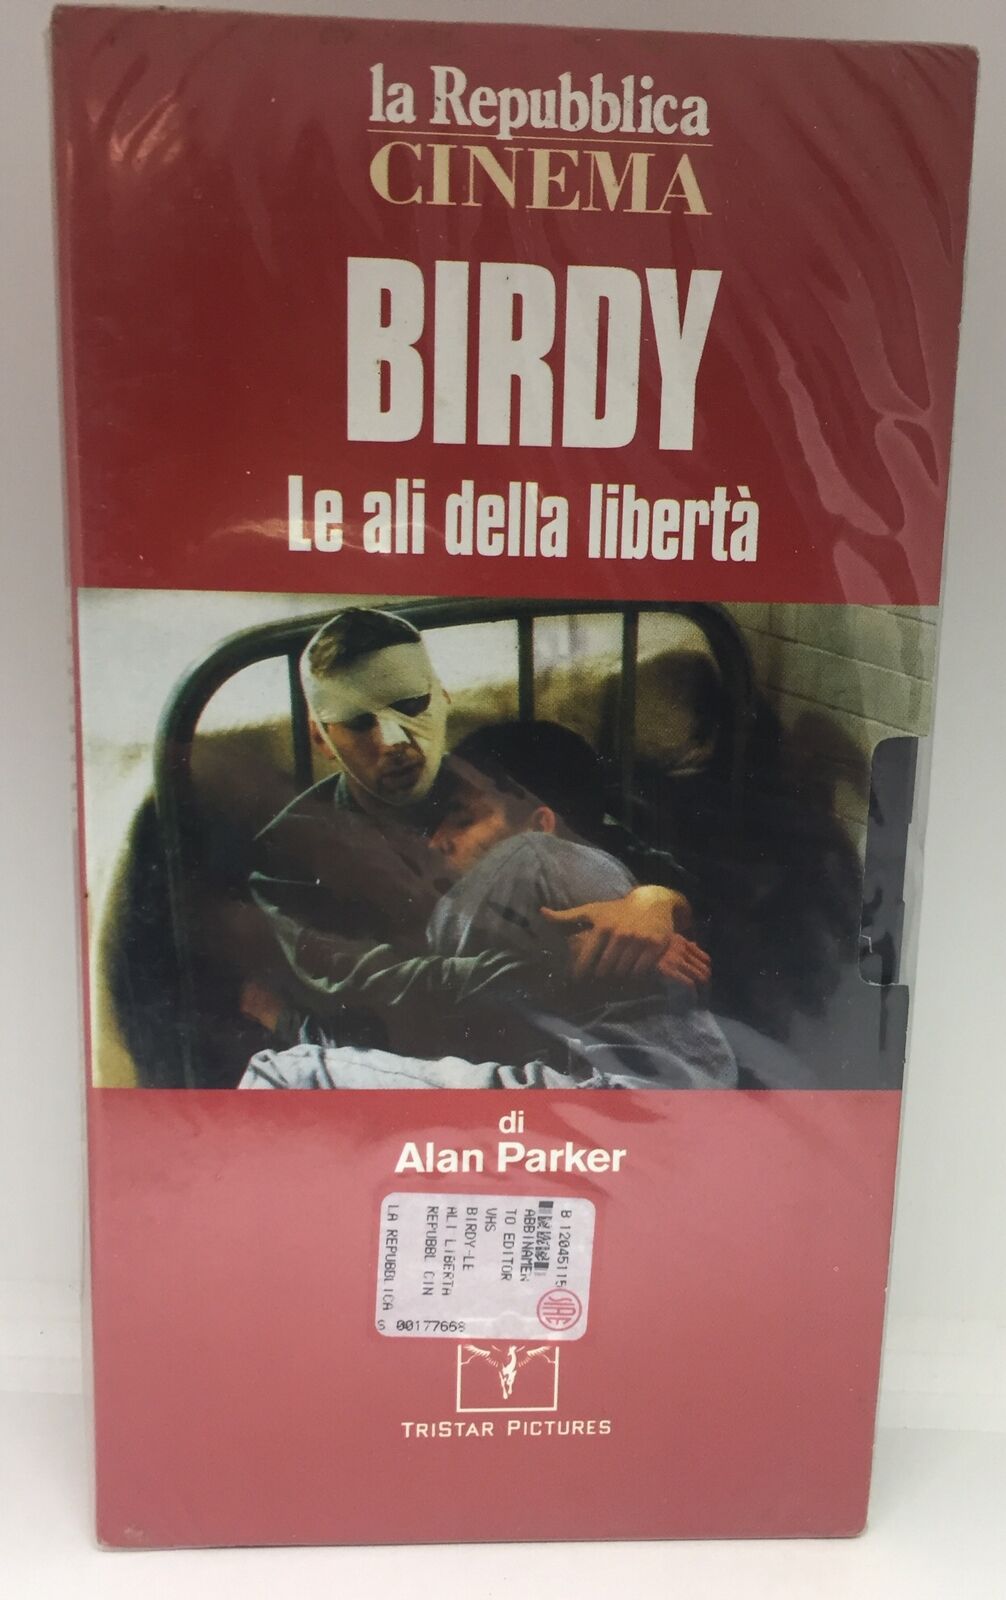 la Repubblica
CINEMA
BIRDY
Le ali della libertà
di
Alan Parker
B 12045115
ABBINAMEN
TO EDITOR
VHS
BIRDY-LE
ALI LIBERTA
REPUBBL CIN
LA REPUBBLICA
S 00177668
SIAE
TRISTAR PICTURES